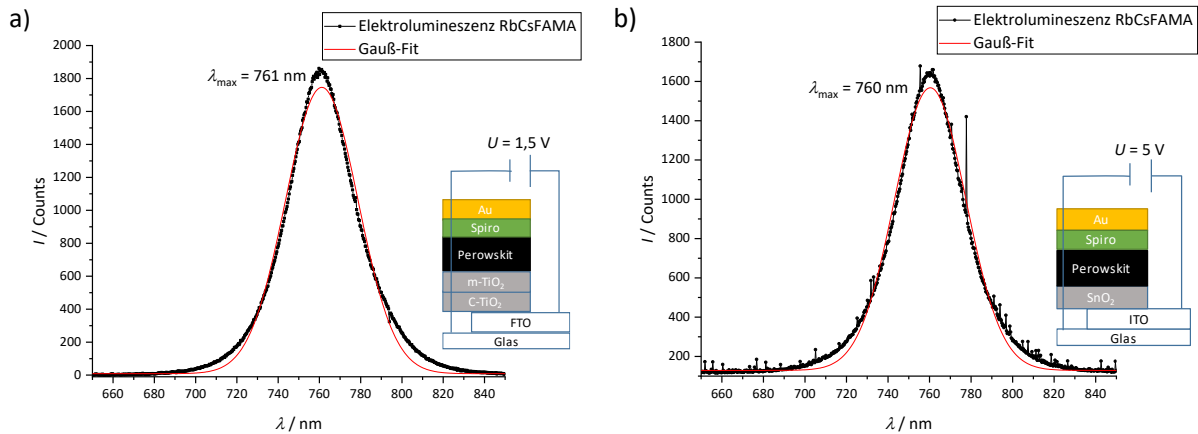 a)
Elektrolumineszenz RbCsFAMA
Gauß-Fit
2000
1800
1600
1400
1200
1000
800
600
400
200
0
I / Counts
λmax = 761 nm
U = 1,5 V
Au
Spiro
Perowskit
m-TiO₂
C-TiO₂
FTO
Glas
660 680 700 720 740 760 780 800 820 840
λ / nm
b)
Elektrolumineszenz RbCsFAMA
Gauß-Fit
1800
1600
1400
1200
1000
800
600
400
200
I / Counts
λmax = 760 nm
U = 5 V
Au
Spiro
Perowskit
SnO₂
ITO
Glas
660 680 700 720 740 760 780 800 820 840
λ / nm